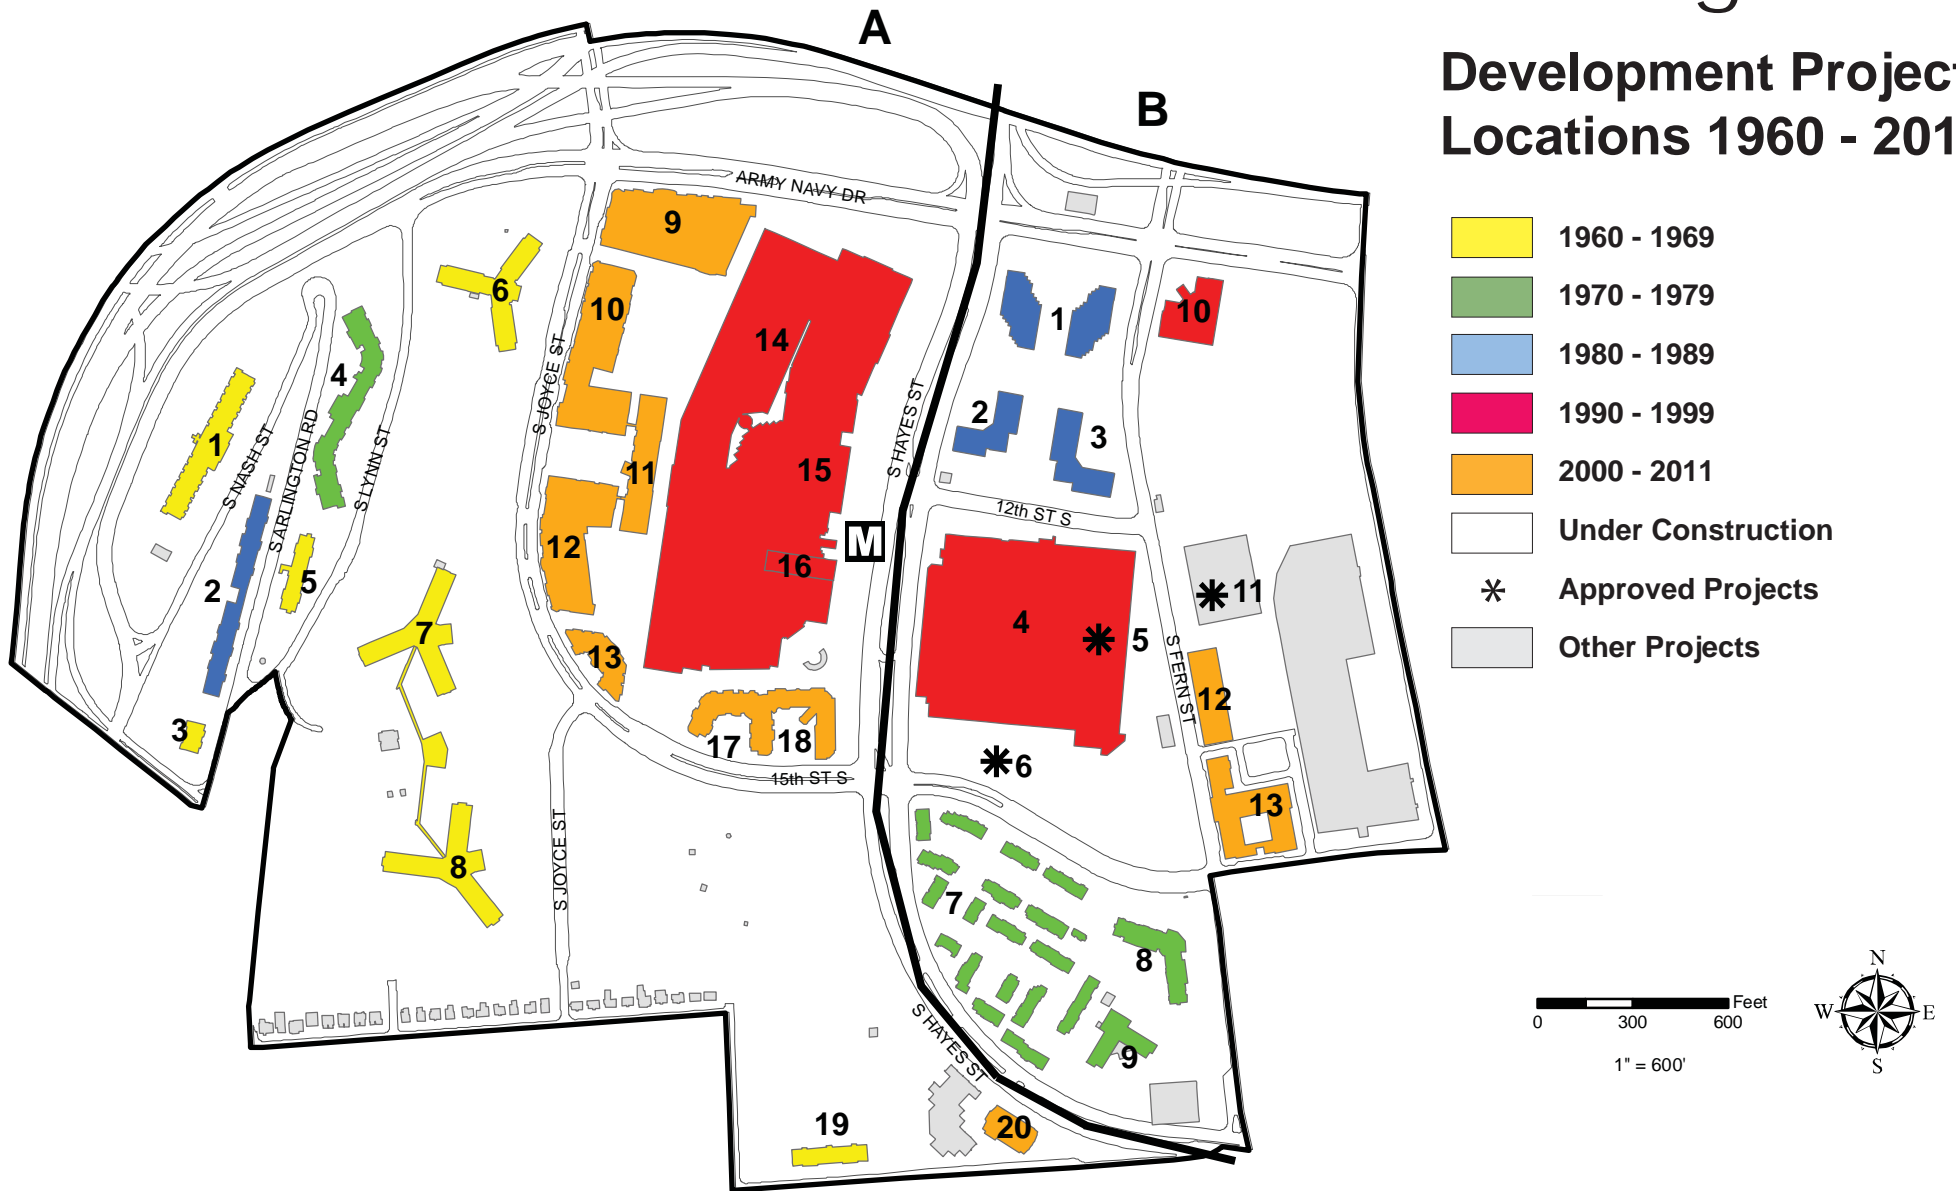 g
Development Project
Locations 1960 - 201
1960 - 1969
1970 - 1979
1980 - 1989
1990 - 1999
2000 - 2011
Under Construction
Approved Projects
Other Projects
A
B
ARMY NAVY DR
S JOYCE ST
S HAYES ST
S NASH ST
S ARLINGTON RD
S LYNN ST
12th ST S
S FERN ST
15th ST S
S JOYCE ST
S HAYES ST
M
1
2
3
4
5
6
7
8
9
10
11
12
13
14
15
16
17
18
19
20
1
2
3
4
5
6
7
8
9
10
11
12
13
0 300 600
Feet
1" = 600'
N
W E
S